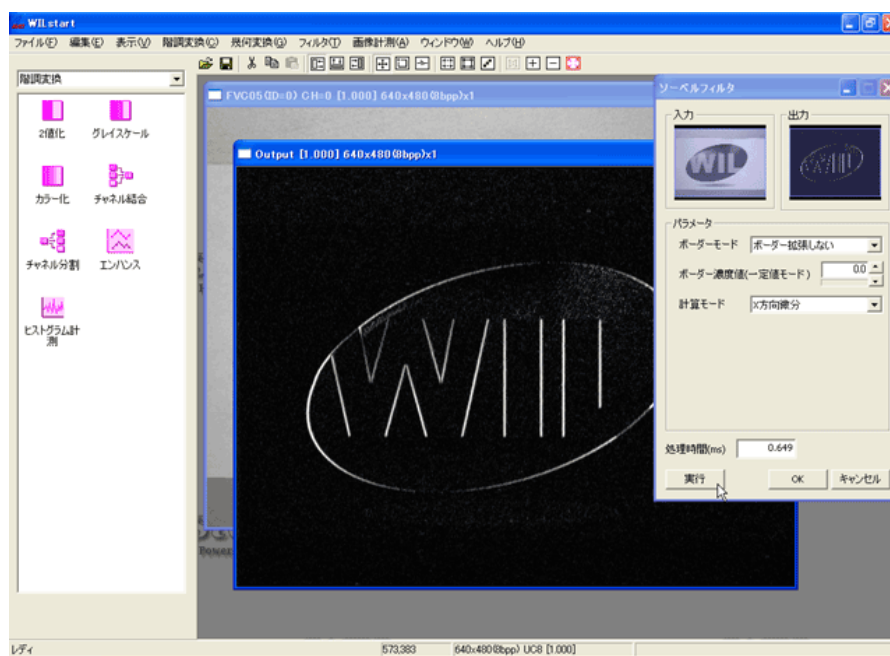 WILstart
ファイル(F) 編集(E) 表示(V) 階調変換(C) 幾何変換(G) フィルタ(T) 画像計測(A) ウィンドウ(W) ヘルプ(H)
階調変換
2値化 グレイスケール
カラー化 チャネル結合
チャネル分割 エンハンス
ヒストグラム計
測
FVC05(ID=0) CH=0 [1.000] 640x480(8bpp)x1
Output [1.000] 640x480(8bpp)x1
WIL
Power
ソーベルフィルタ
入力 出力
WIL
パラメータ
ボーダーモード ボーダー拡張しない
ボーダー濃度値(一定値モード) 0.0
計算モード X方向微分
処理時間(ms) 0.649
実行 OK キャンセル
レディ 573,383 640x480(8bpp) UC8 [1.000]